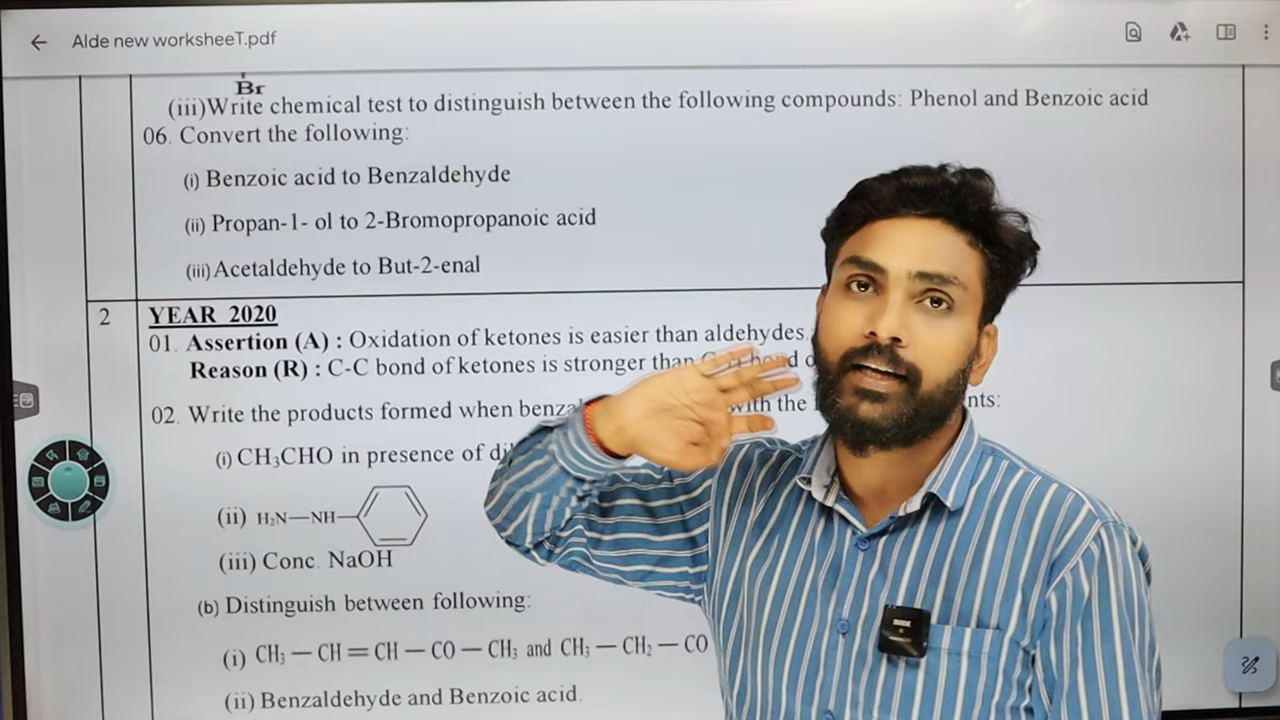 Alde new worksheeT.pdf
Br
(iii)Write chemical test to distinguish between the following compounds: Phenol and Benzoic acid
06. Convert the following:
(i) Benzoic acid to Benzaldehyde
(ii) Propan-1- ol to 2-Bromopropanoic acid
(iii)Acetaldehyde to But-2-enal
2 YEAR 2020
01. Assertion (A) : Oxidation of ketones is easier than aldehydes.
Reason (R) : C-C bond of ketones is stronger than
02. Write the products formed when with the
(i) CH₃CHO in presence of
(ii) H₂N—NH—
(iii) Conc. NaOH
(b) Distinguish between following:
(i) CH₃ — CH = CH — CO — CH₃ and CH₃ — CH₂ — CO
(ii) Benzaldehyde and Benzoic acid.